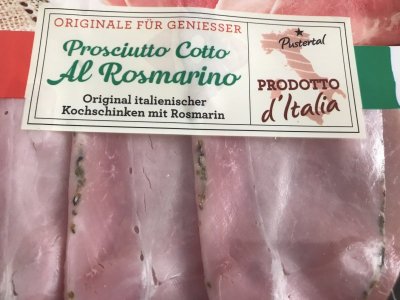 ORIGINALE FÜR GENIESSER
Prosciutto Cotto
Al Rosmarino
Original italienischer
Kochschinken mit Rosmarin
Pustertal
PRODOTTO
d'Italia